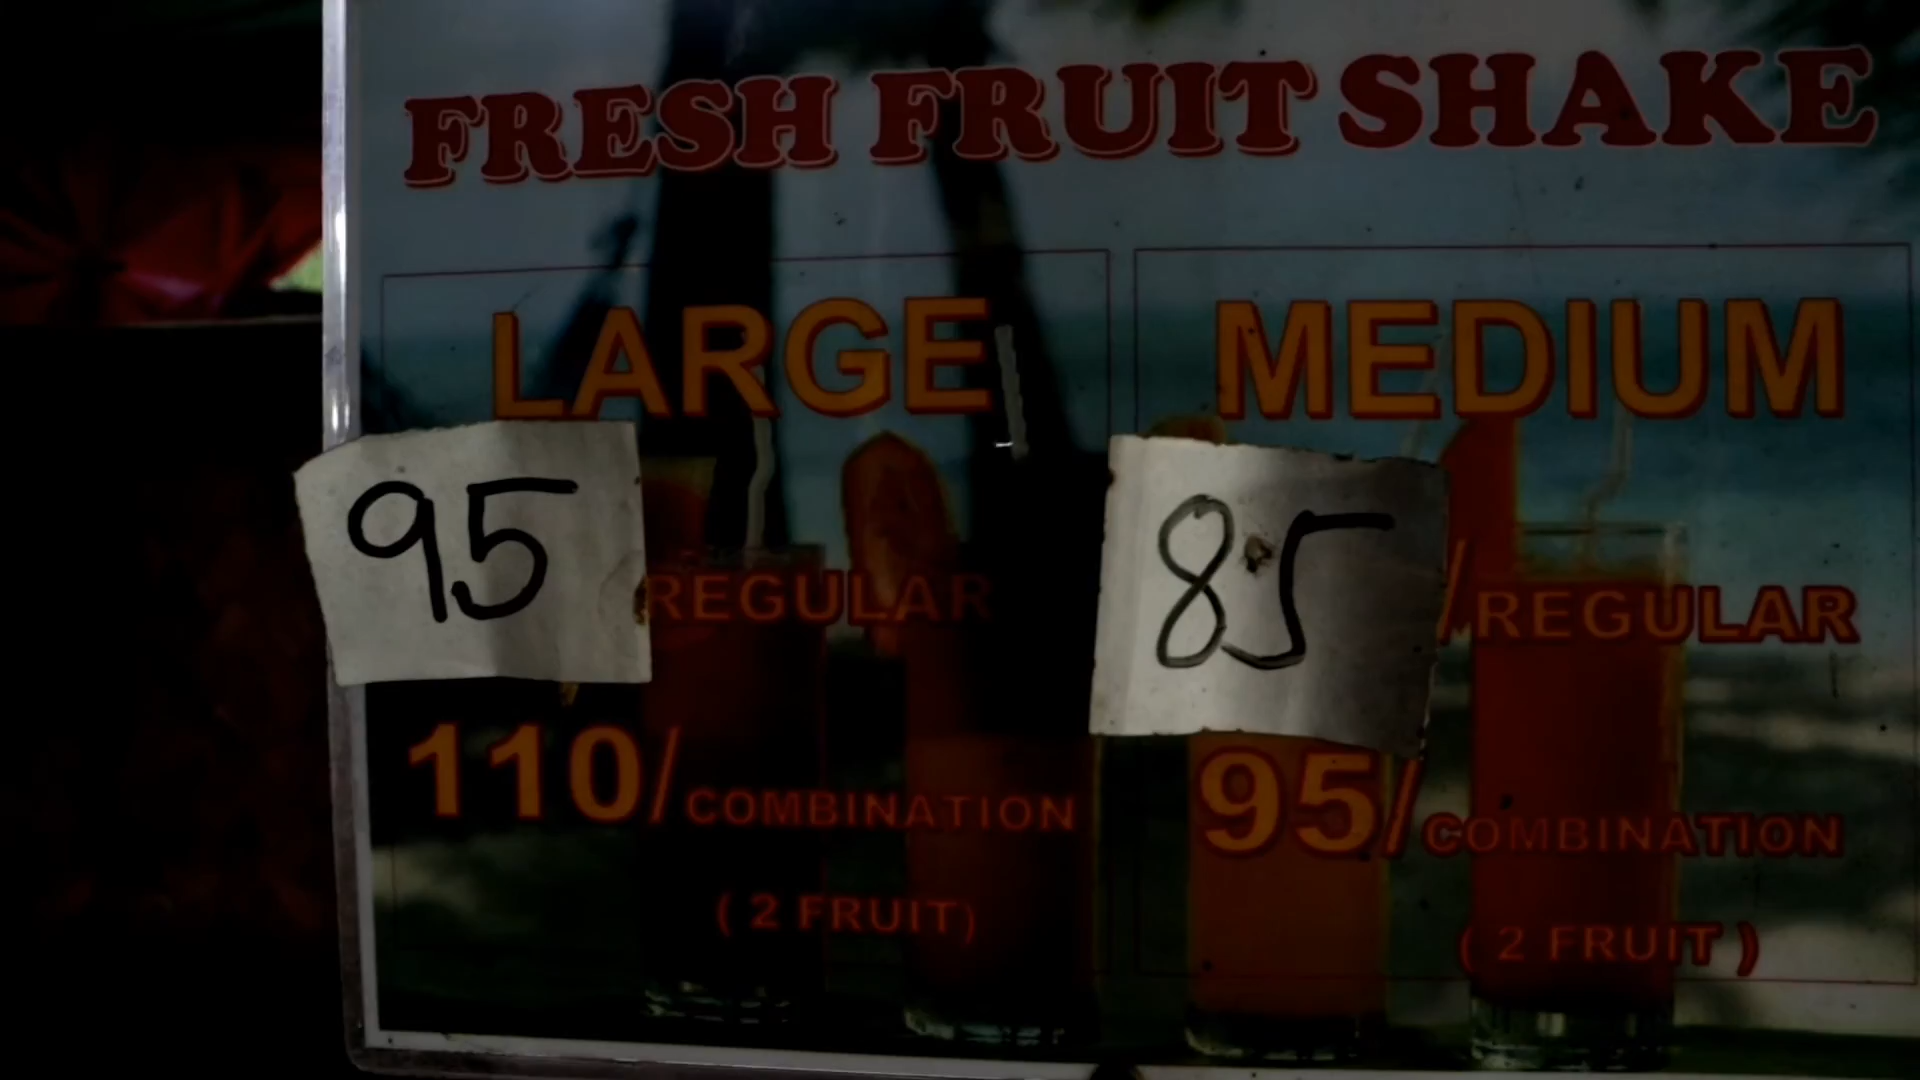 FRESH FRUIT SHAKE
LARGE
95 REGULAR
110/COMBINATION
( 2 FRUIT)
MEDIUM
85 /REGULAR
95/COMBINATION
( 2 FRUIT )